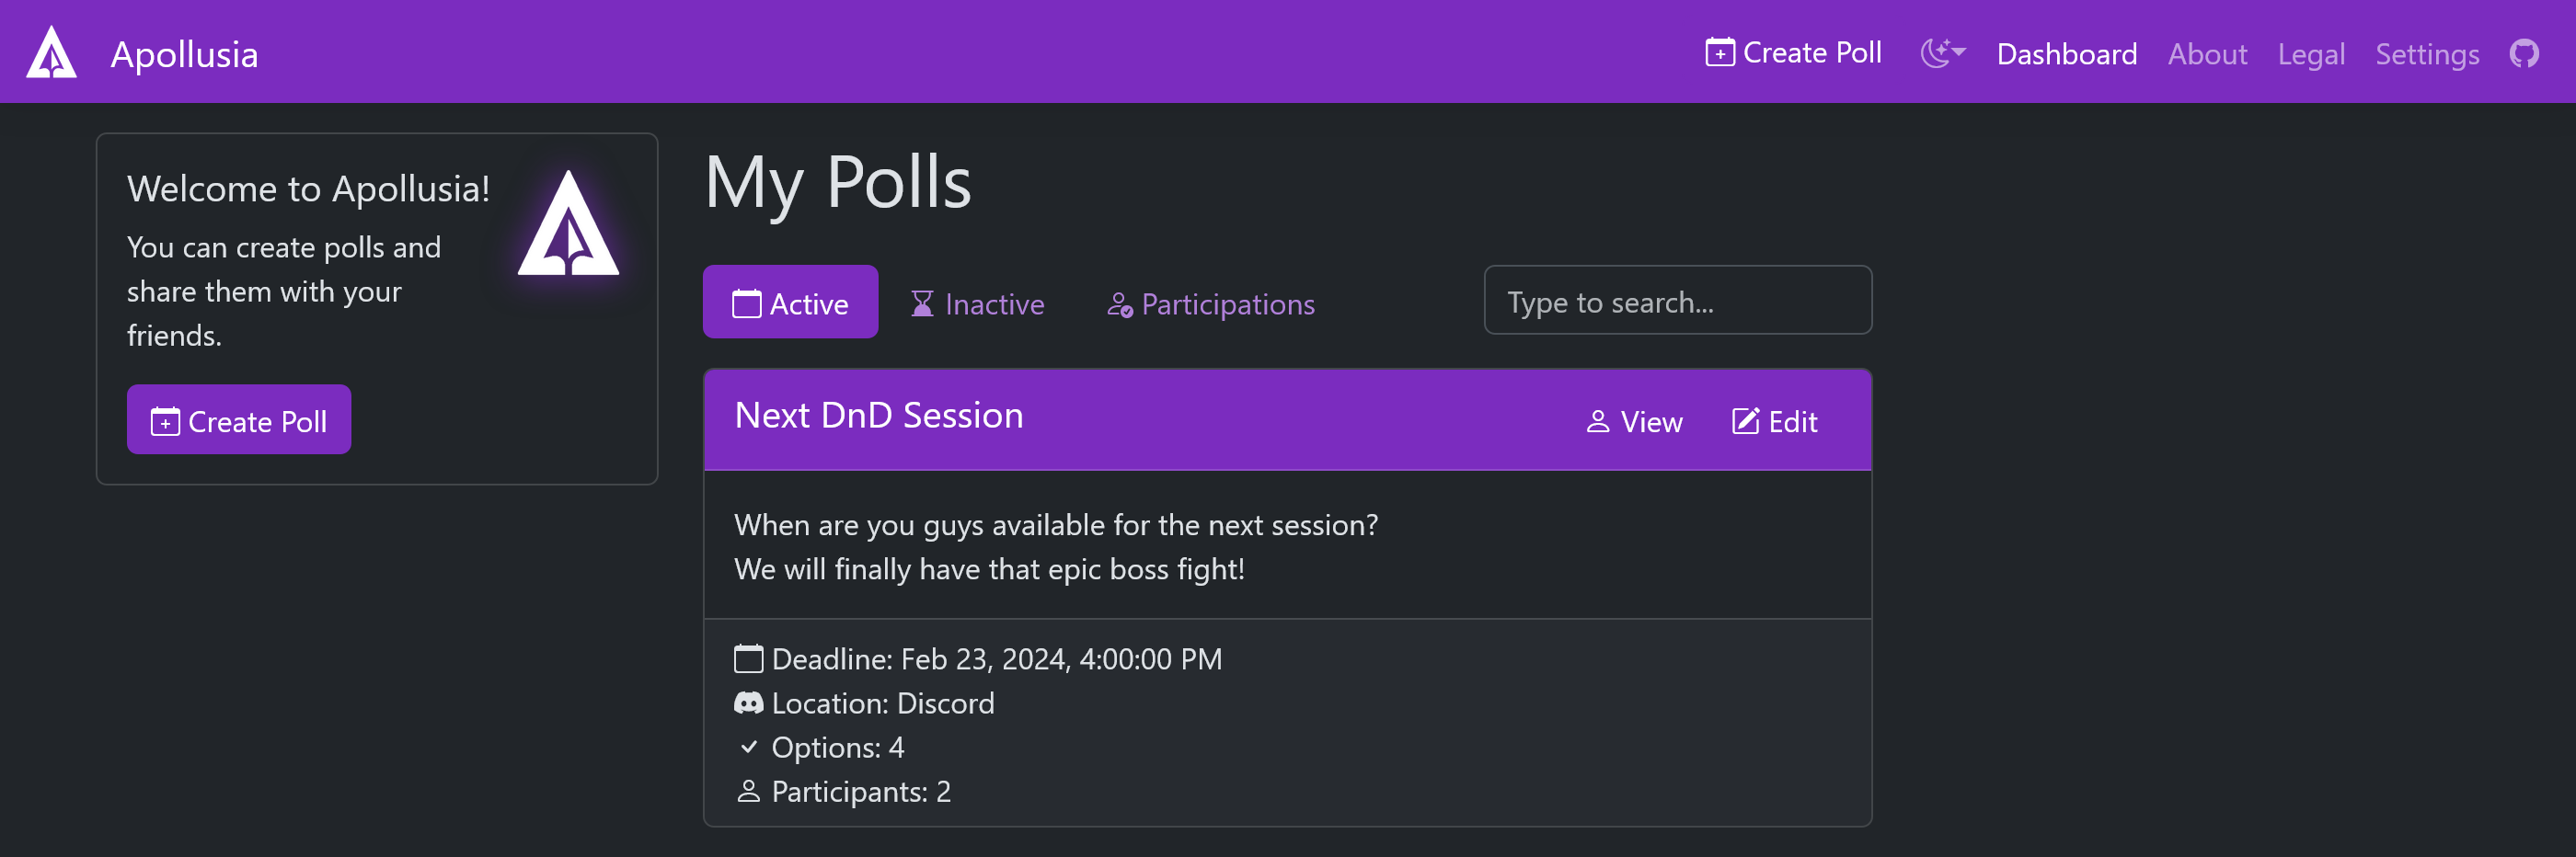 Apollusia
Create Poll
Dashboard
About
Legal
Settings
Welcome to Apollusia!
You can create polls and
share them with your
friends.
Create Poll
My Polls
Active
Inactive
Participations
Type to search...
Next DnD Session
View
Edit
When are you guys available for the next session?
We will finally have that epic boss fight!
Deadline: Feb 23, 2024, 4:00:00 PM
Location: Discord
Options: 4
Participants: 2